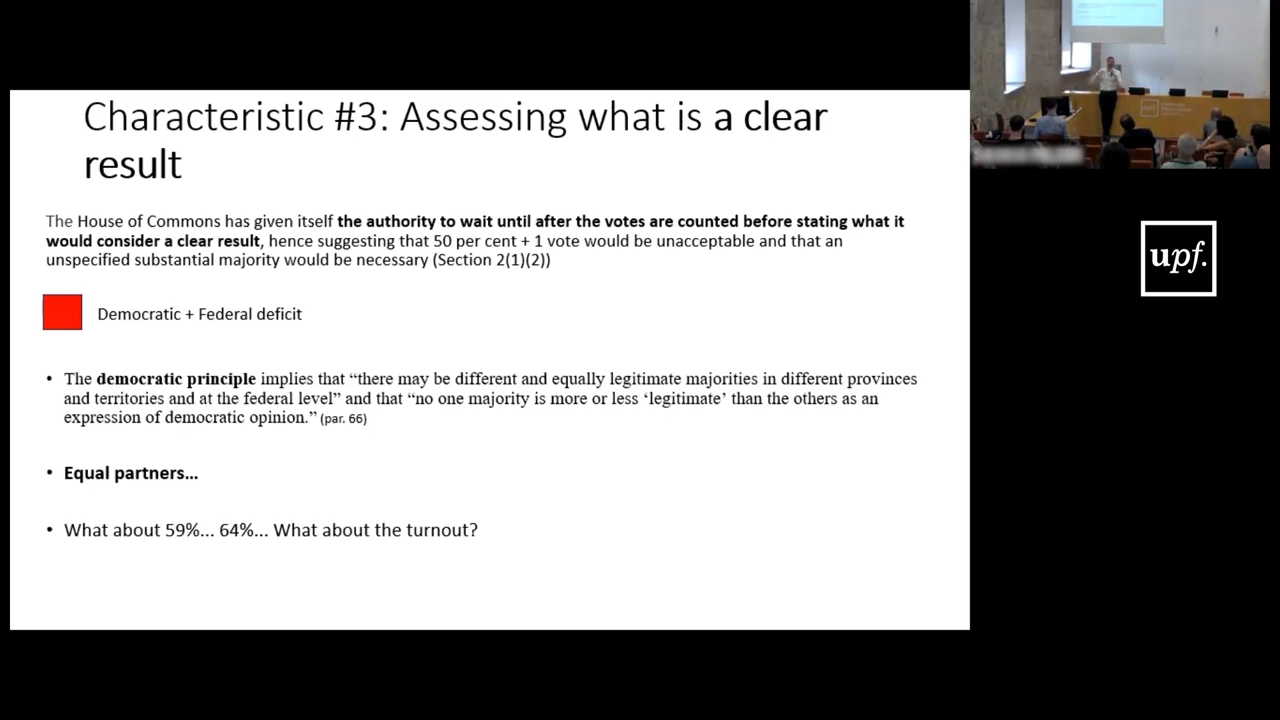 Characteristic #3: Assessing what is a clear
result
The House of Commons has given itself the authority to wait until after the votes are counted before stating what it
would consider a clear result, hence suggesting that 50 per cent + 1 vote would be unacceptable and that an
unspecified substantial majority would be necessary (Section 2(1)(2))
Democratic + Federal deficit
• The democratic principle implies that “there may be different and equally legitimate majorities in different provinces
and territories and at the federal level” and that “no one majority is more or less ‘legitimate’ than the others as an
expression of democratic opinion.” (par. 66)
• Equal partners…
• What about 59%... 64%... What about the turnout?
upf.